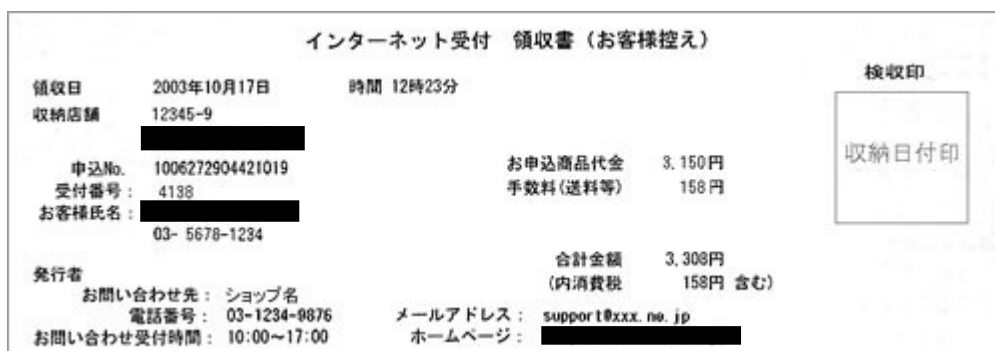 インターネット受付 領収書（お客様控え）
検収印
領収日 2003年10月17日 時間 12時23分
収納店舗 12345-9
収納日付印
申込No. 1006272904421019 お申込商品代金 3,150円
受付番号： 4138 手数料(送料等) 158円
お客様氏名：
03- 5678-1234
合計金額 3,308円
発行者 (内消費税 158円 含む)
お問い合わせ先： ショップ名
電話番号： 03-1234-9876 メールアドレス： support@xxx.ne.jp
お問い合わせ受付時間： 10:00～17:00 ホームページ：